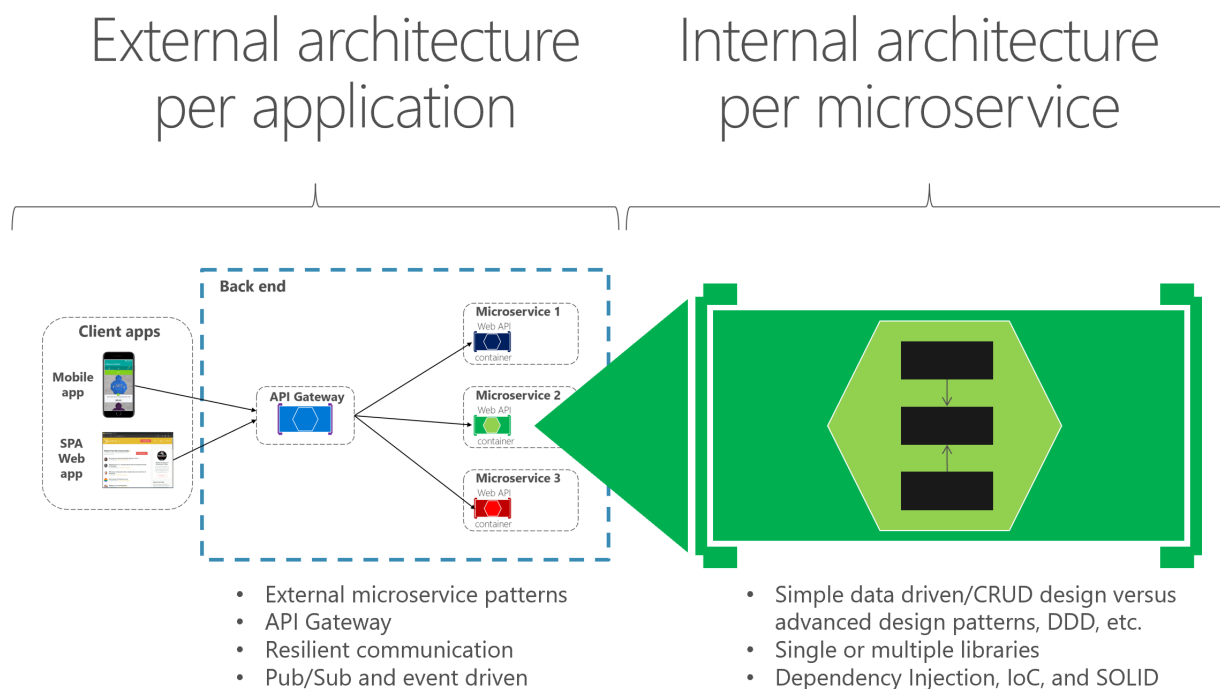 External architecture
per application
Internal architecture
per microservice
Back end
Client apps
Mobile
app
SPA
Web
app
API Gateway
Microservice 1
Web API
container
Microservice 2
Web API
container
Microservice 3
Web API
container
• External microservice patterns
• API Gateway
• Resilient communication
• Pub/Sub and event driven
• Simple data driven/CRUD design versus
advanced design patterns, DDD, etc.
• Single or multiple libraries
• Dependency Injection, IoC, and SOLID